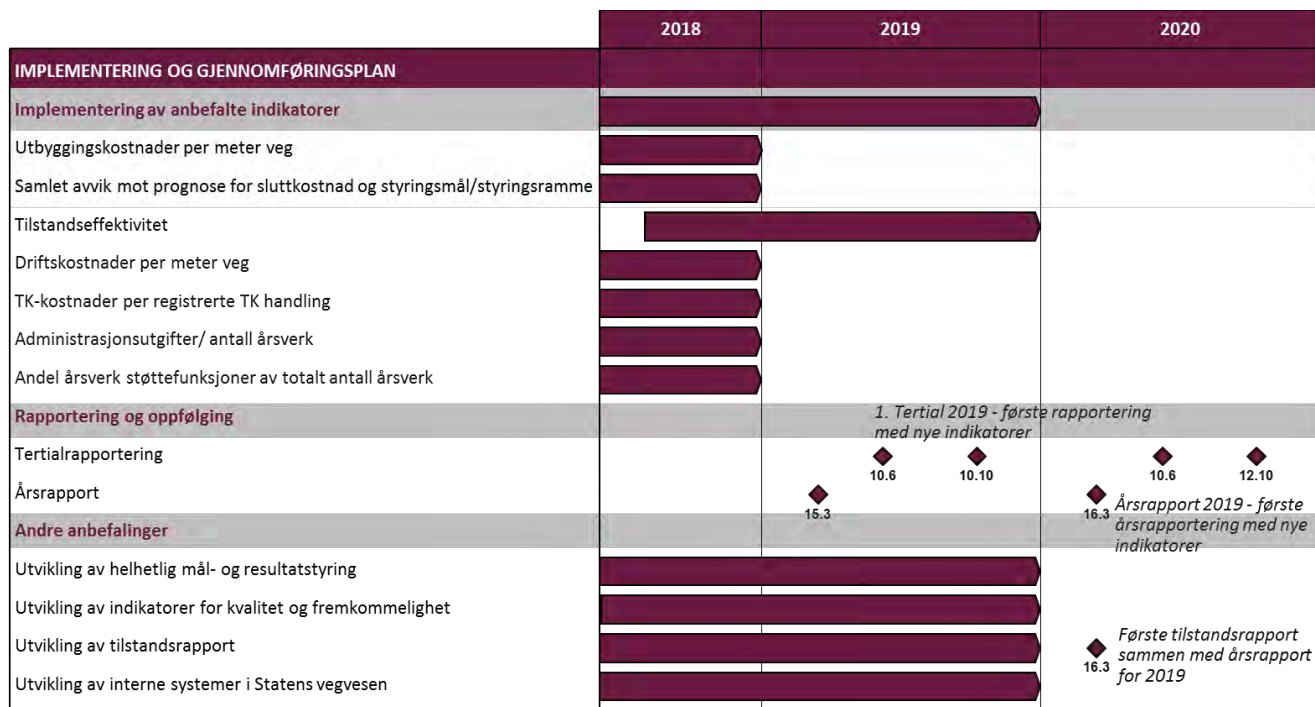 2018 2019 2020
IMPLEMENTERING OG GJENNOMFØRINGSPLAN
Implementering av anbefalte indikatorer
Utbyggingskostnader per meter veg
Samlet avvik mot prognose for sluttkostnad og styringsmål/styringsramme
Tilstandseffektivitet
Driftskostnader per meter veg
TK-kostnader per registrerte TK handling
Administrasjonsutgifter/ antall årsverk
Andel årsverk støttefunksjoner av totalt antall årsverk
Rapportering og oppfølging
1. Tertial 2019 - første rapportering
med nye indikatorer
Tertialrapportering
10.6 10.10 10.6 12.10
Årsrapport
15.3 16.3
Årsrapport 2019 - første
årsrapportering med nye
indikatorer
Andre anbefalinger
Utvikling av helhetlig mål- og resultatstyring
Utvikling av indikatorer for kvalitet og fremkommelighet
Utvikling av tilstandsrapport
16.3
Første tilstandsrapport
sammen med årsrapport
for 2019
Utvikling av interne systemer i Statens vegvesen